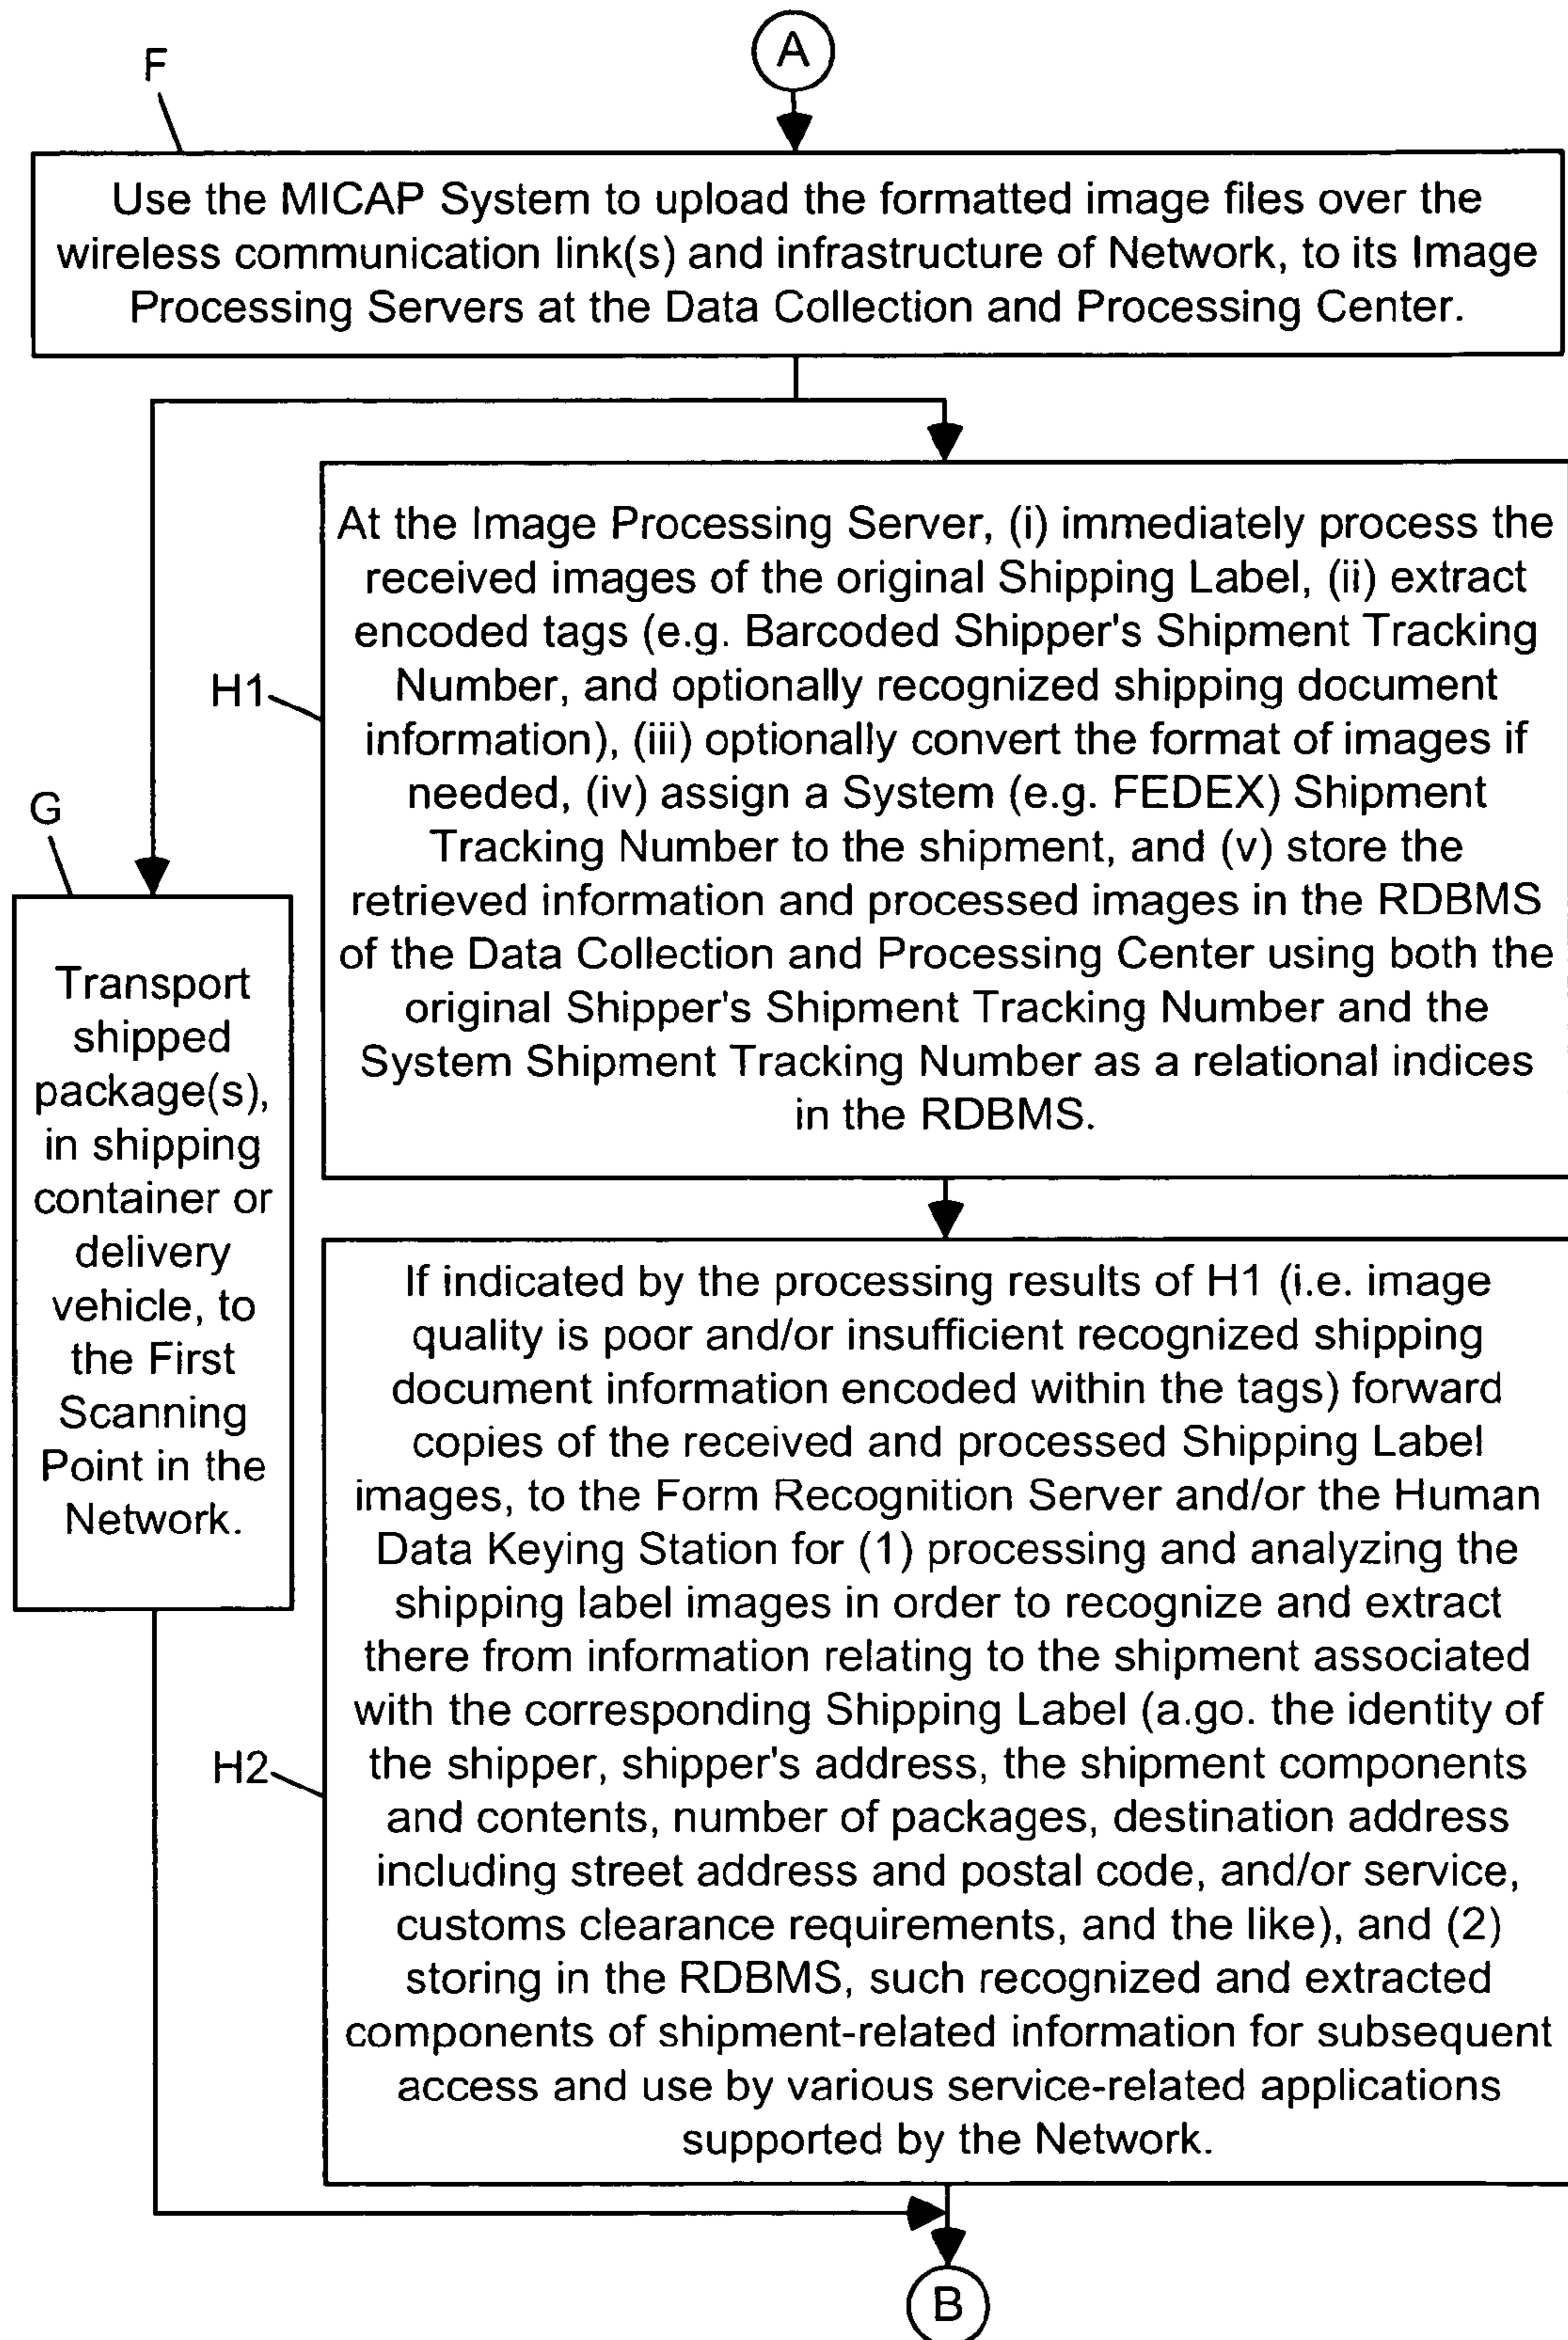 A
F
Use the MICAP System to upload the formatted image files over the
wireless communication link(s) and infrastructure of Network, to its Image
Processing Servers at the Data Collection and Processing Center.
H1
At the Image Processing Server, (i) immediately process the
received images of the original Shipping Label, (ii) extract
encoded tags (e.g. Barcoded Shipper's Shipment Tracking
Number, and optionally recognized shipping document
information), (iii) optionally convert the format of images if
needed, (iv) assign a System (e.g. FEDEX) Shipment
Tracking Number to the shipment, and (v) store the
retrieved information and processed images in the RDBMS
of the Data Collection and Processing Center using both the
original Shipper's Shipment Tracking Number and the
System Shipment Tracking Number as a relational indices
in the RDBMS.
G
Transport
shipped
package(s),
in shipping
container or
delivery
vehicle, to
the First
Scanning
Point in the
Network.
H2
If indicated by the processing results of H1 (i.e. image
quality is poor and/or insufficient recognized shipping
document information encoded within the tags) forward
copies of the received and processed Shipping Label
images, to the Form Recognition Server and/or the Human
Data Keying Station for (1) processing and analyzing the
shipping label images in order to recognize and extract
there from information relating to the shipment associated
with the corresponding Shipping Label (a.go. the identity of
the shipper, shipper's address, the shipment components
and contents, number of packages, destination address
including street address and postal code, and/or service,
customs clearance requirements, and the like), and (2)
storing in the RDBMS, such recognized and extracted
components of shipment-related information for subsequent
access and use by various service-related applications
supported by the Network.
B